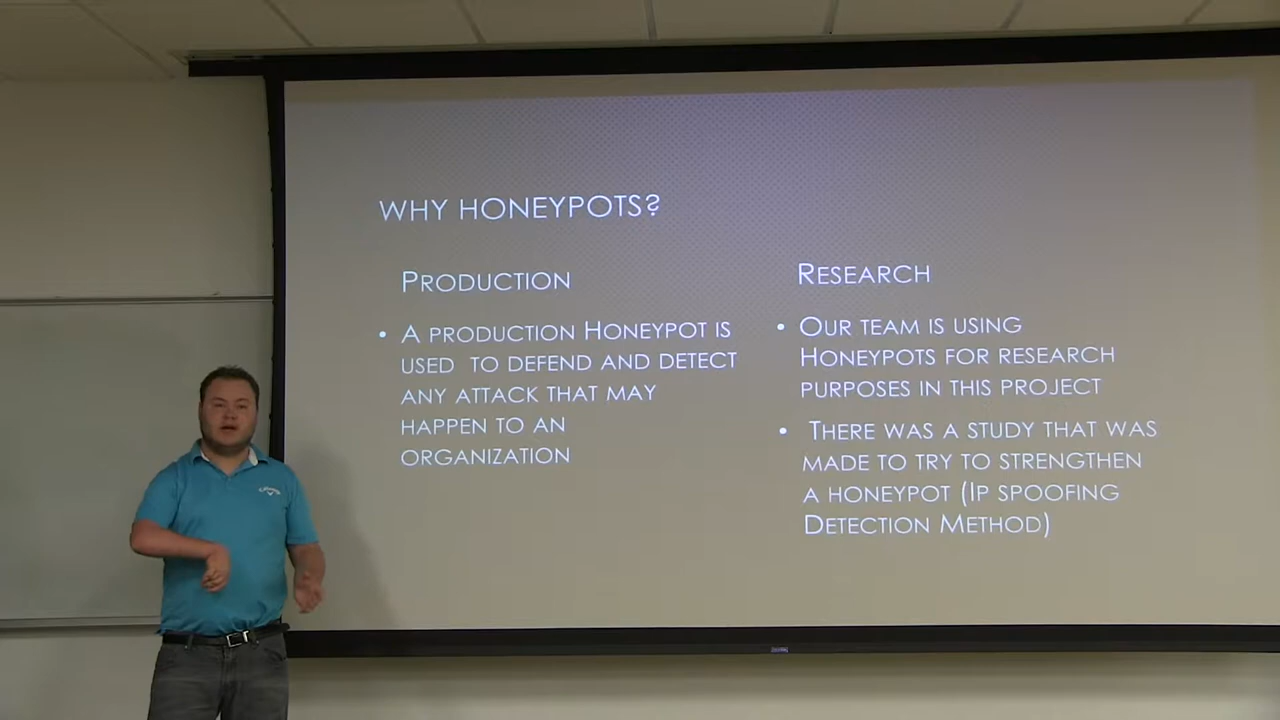 WHY HONEYPOTS?
PRODUCTION
• A PRODUCTION HONEYPOT IS
USED TO DEFEND AND DETECT
ANY ATTACK THAT MAY
HAPPEN TO AN
ORGANIZATION
RESEARCH
• OUR TEAM IS USING
HONEYPOTS FOR RESEARCH
PURPOSES IN THIS PROJECT
• THERE WAS A STUDY THAT WAS
MADE TO TRY TO STRENGTHEN
A HONEYPOT (IP SPOOFING
DETECTION METHOD)
Callaway